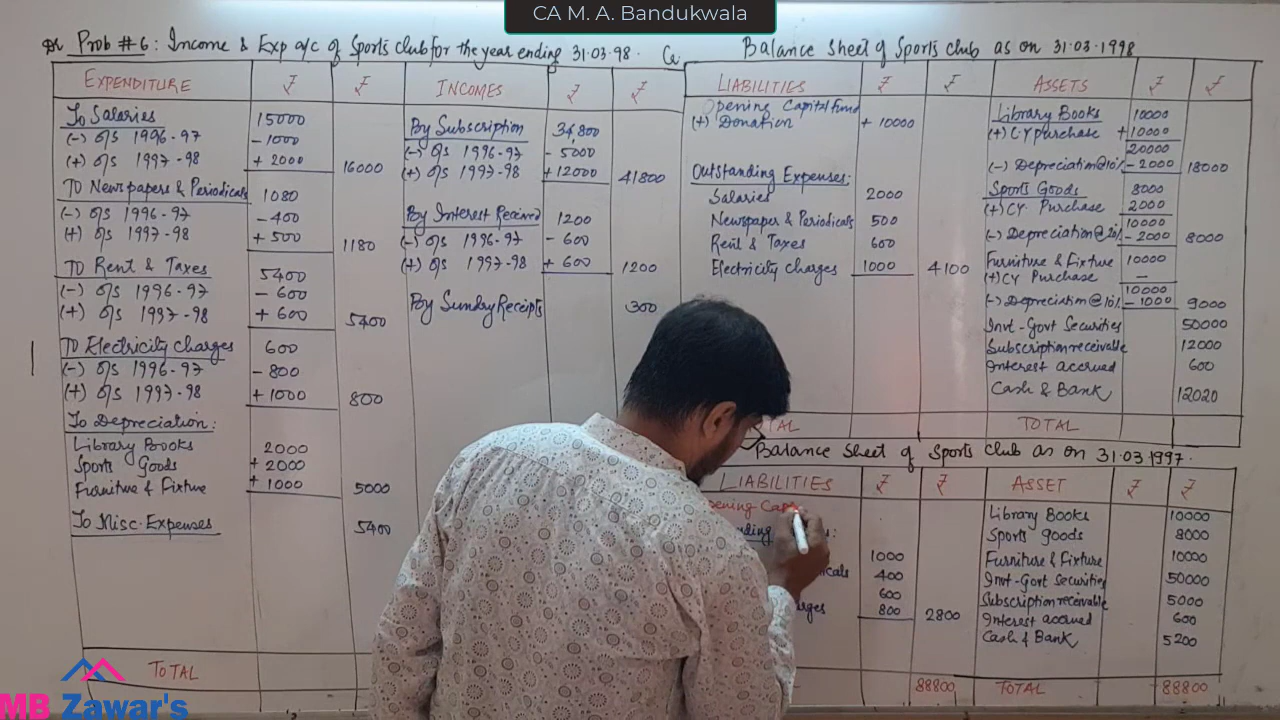 CA M. A. Bandukwala
Dr. Prob #6: Income & Exp a/c of Sports club for the year ending 31.03.98. Cr.
EXPENDITURE ₹ ₹ INCOMES ₹ ₹
To Salaries 15000
(-) o/s 1996-97 - 1000
(+) o/s 1997-98 + 2000 16000
To Newspapers & Periodicals 1080
(-) o/s 1996-97 - 400
(+) o/s 1997-98 + 500 1180
To Rent & Taxes 5400
(-) o/s 1996-97 - 600
(+) o/s 1997-98 + 600 5400
To Electricity charges 600
(-) o/s 1996-97 - 800
(+) o/s 1997-98 + 1000 800
To Depreciation:
Library Books 2000
Sports Goods + 2000
Furniture & Fixture + 1000 5000
To Misc. Expenses 5400
TOTAL
By Subscription 34,800
(-) o/s 1996-97 - 5000
(+) o/s 1997-98 + 12000 41800
By Interest Received 1200
(-) o/s 1996-97 - 600
(+) o/s 1997-98 + 600 1200
By Sundry Receipts 300
Balance Sheet of Sports club as on 31.03.1998
LIABILITIES ₹ ₹ ASSETS ₹ ₹
Opening Capital Fund
(+) Donation + 10000
Outstanding Expenses:
Salaries 2000
Newspaper & Periodicals 500
Rent & Taxes 600
Electricity charges 1000 4100
Library Books 10000
(+) C.Y purchase +10000
20000
(-) Depreciation@10% - 2000 18000
Sports Goods 8000
(+) C.Y. Purchase 2000
10000
(-) Depreciation@20% - 2000 8000
Furniture & Fixture 10000
(+) C.Y Purchase —
10000
(-) Depreciation@10% - 1000 9000
Invt-Govt Securities 50000
Subscription receivable 12000
Interest accrued 600
Cash & Bank 12020
TOTAL
Balance Sheet of Sports club as on 31.03.1997.
LIABILITIES ₹ ₹ ASSET ₹ ₹
1000
400
600
800 2800
88800
Library Books 10000
Sports goods 8000
Furniture & Fixture 10000
Invt-Govt Securities 50000
Subscription receivable 5000
Interest accrued 600
Cash & Bank 5200
TOTAL 88800
MB Zawar's